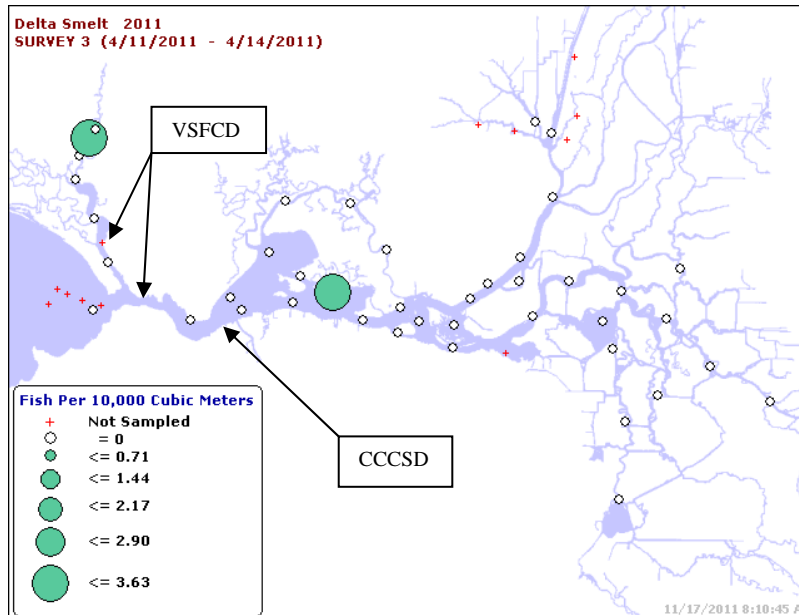 Delta Smelt 2011
SURVEY 3 (4/11/2011 - 4/14/2011)
VSFCD
CCCSD
Fish Per 10,000 Cubic Meters
Not Sampled
= 0
<= 0.71
<= 1.44
<= 2.17
<= 2.90
<= 3.63
11/17/2011 8:10:45 A